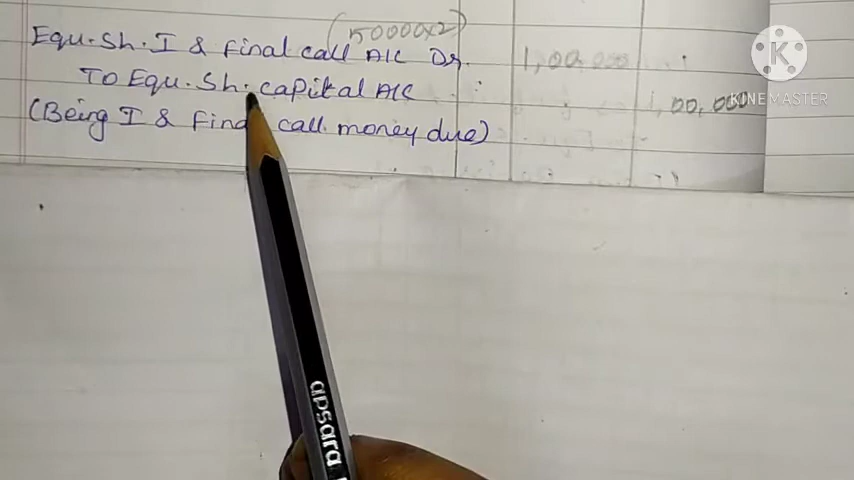 (50000x2)
Equ.Sh. I & final call A/C Dr. 1,00,000
To Equ.Sh. capital A/C 1,00,000
(Being I & final call money due)
KINEMASTER
apsara